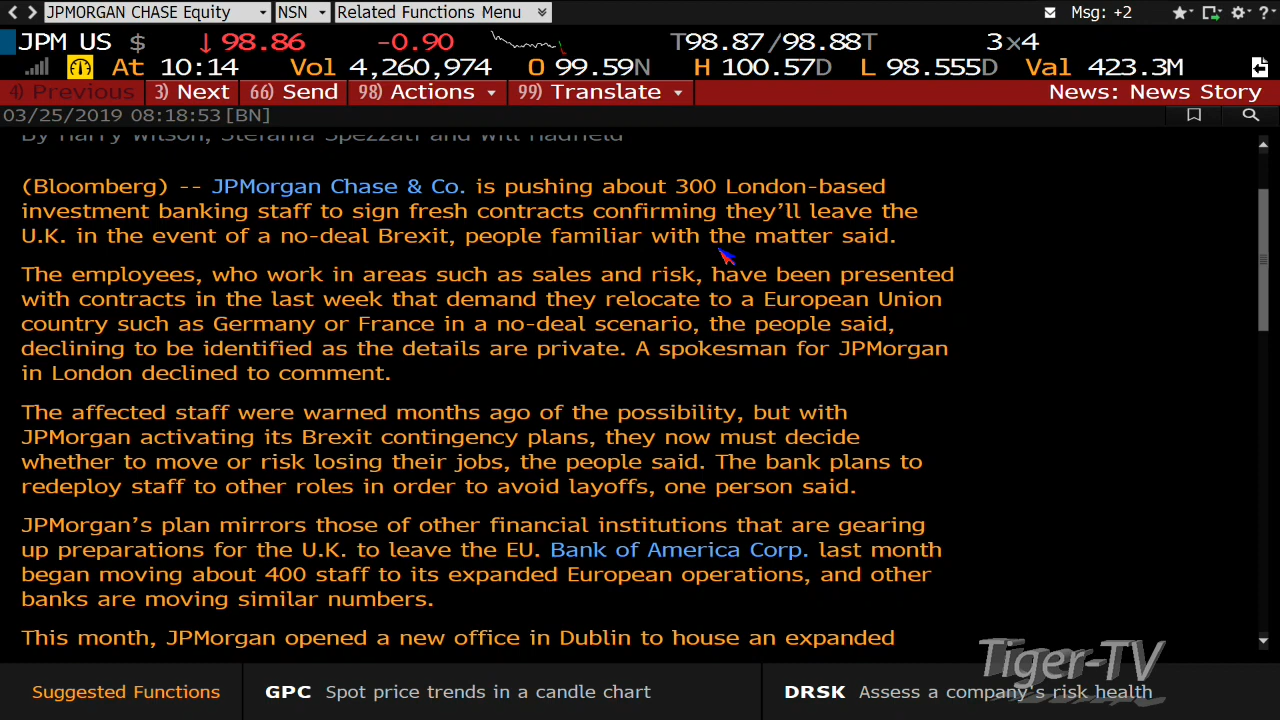 JPMORGAN CHASE Equity NSN Related Functions Menu Msg: +2 ?
JPM US $ ↓98.86 -0.90 T98.87/98.88T 3x4
At 10:14 Vol 4,260,974 O 99.59N H 100.57D L 98.555D Val 423.3M
4) Previous 3) Next 66) Send 98) Actions 99) Translate News: News Story
03/25/2019 08:18:53 [BN]
By Harry Wilson, Stefania Spezzati and Will Hadfield
(Bloomberg) -- JPMorgan Chase & Co. is pushing about 300 London-based
investment banking staff to sign fresh contracts confirming they’ll leave the
U.K. in the event of a no-deal Brexit, people familiar with the matter said.
The employees, who work in areas such as sales and risk, have been presented
with contracts in the last week that demand they relocate to a European Union
country such as Germany or France in a no-deal scenario, the people said,
declining to be identified as the details are private. A spokesman for JPMorgan
in London declined to comment.
The affected staff were warned months ago of the possibility, but with
JPMorgan activating its Brexit contingency plans, they now must decide
whether to move or risk losing their jobs, the people said. The bank plans to
redeploy staff to other roles in order to avoid layoffs, one person said.
JPMorgan’s plan mirrors those of other financial institutions that are gearing
up preparations for the U.K. to leave the EU. Bank of America Corp. last month
began moving about 400 staff to its expanded European operations, and other
banks are moving similar numbers.
This month, JPMorgan opened a new office in Dublin to house an expanded
Tiger-TV
Suggested Functions GPC Spot price trends in a candle chart DRSK Assess a company's risk health